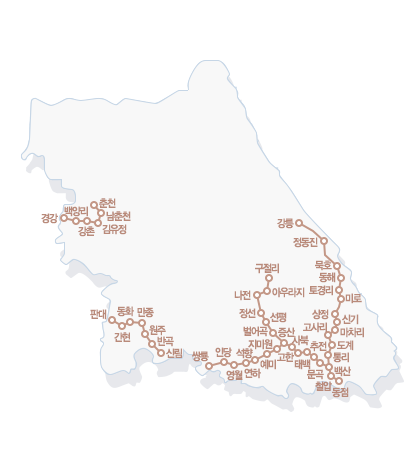 춘천
백양리
남춘천
경강
강릉
김유정
강촌
정동진
묵호
구절리
동해
토경리
나전
아우라지
미로
판대
동화
만종
정선
선평
상정
신기
고사리
원주
벌어곡
마차리
간현
증산
반곡
지미원
사북
추전
도계
신림
쌍룡
인당
석항
예미
고한
태백
통리
영월
연하
문곡
백산
철암
동점